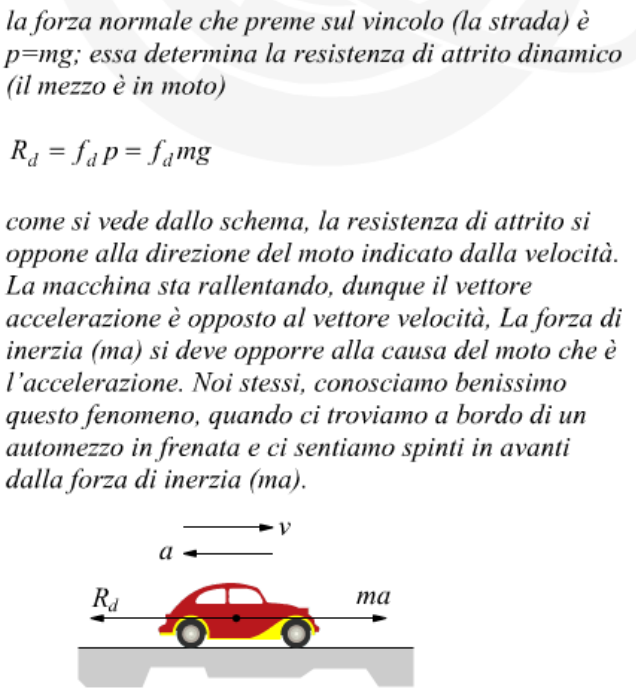 la forza normale che preme sul vincolo (la strada) è
p=mg; essa determina la resistenza di attrito dinamico
(il mezzo è in moto)
R_d = f_d p = f_d mg
come si vede dallo schema, la resistenza di attrito si
oppone alla direzione del moto indicato dalla velocità.
La macchina sta rallentando, dunque il vettore
accelerazione è opposto al vettore velocità, La forza di
inerzia (ma) si deve opporre alla causa del moto che è
l'accelerazione. Noi stessi, conosciamo benissimo
questo fenomeno, quando ci troviamo a bordo di un
automezzo in frenata e ci sentiamo spinti in avanti
dalla forza di inerzia (ma).
v
a
R_d ma